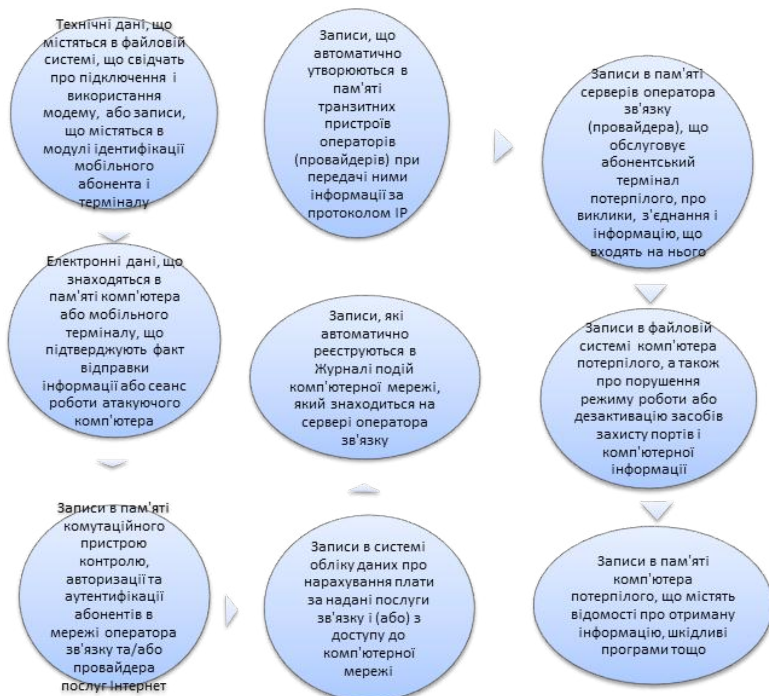 Технічні дані, що
містяться в файловій
системі, що свідчать
про підключення і
використання
модему, або записи,
що містяться в
модулі ідентифікації
мобільного
абонента і
терміналу
Електронні дані, що
знаходяться в
пам'яті комп'ютера
або мобільного
терміналу, що
підтверджують факт
відправки
інформації або сеанс
роботи атакуючого
комп'ютера
Записи в пам'яті
комутаційного
пристрою
контролю,
авторизації та
аутентифікації
абонентів в
мережі оператора
зв'язку та/або
провайдера
послуг Інтернет
Записи в системі
обліку даних про
нарахування плати
за надані послуги
зв'язку і (або) з
доступу до
комп'ютерної
мережі
Записи, які
автоматично
реєструються в
Журналі подій
комп'ютерної мережі,
який знаходиться на
сервері оператора
зв'язку
Записи, що
автоматично
утворюються в
пам'яті
транзитних
пристроїв
операторів
(провайдерів) при
передачі ними
інформації за
протоколом IP
Записи в пам'яті
серверів оператора
зв'язку
(провайдера), що
обслуговує
абонентський
термінал
потерпілого, про
виклики, з'єднання і
інформацію, що
входять на нього
Записи в файловій
системі комп'ютера
потерпілого, а також
про порушення
режиму роботи або
дезактивацію засобів
захисту портів і
комп'ютерної
інформації
Записи в пам'яті
комп'ютера
потерпілого, що містять
відомості про отриману
інформацію, шкідливі
програми тощо